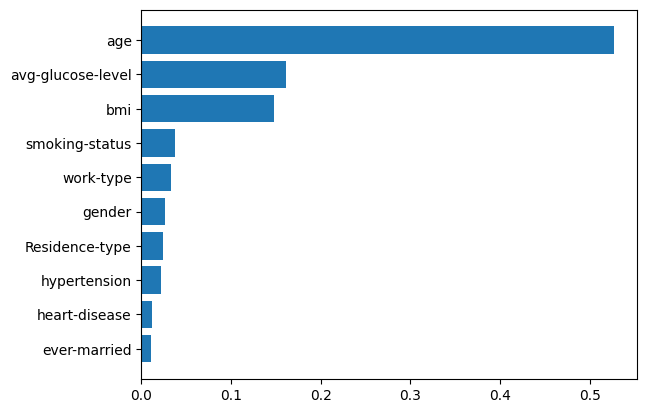 age
avg-glucose-level
bmi
smoking-status
work-type
gender
Residence-type
hypertension
heart-disease
ever-married
0.0 0.1 0.2 0.3 0.4 0.5